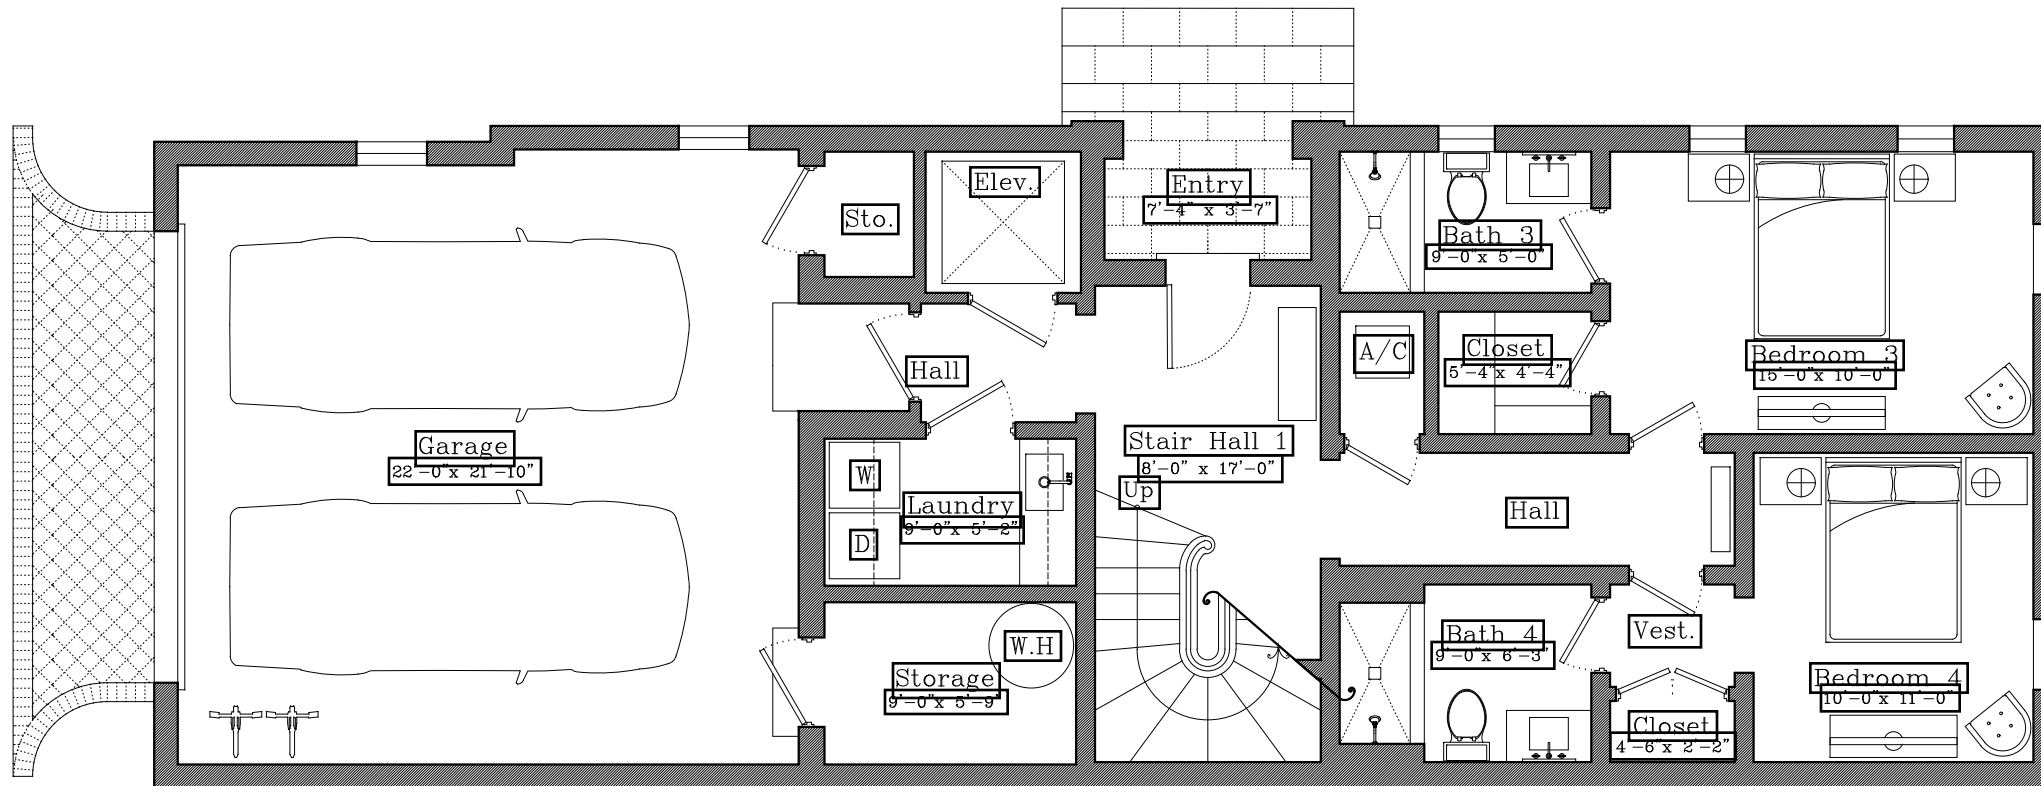 Elev.
Entry
7'-4" x 3'-7"
Sto.
Bath 3
9'-0"x 5'-0"
Hall
A/C
Closet
5'-4"x 4'-4"
Bedroom 3
15'-0"x 10'-0"
Garage
22'-0"x 21'-10"
Stair Hall 1
8'-0" x 17'-0"
Up
W
Laundry
9'-0"x 5'-2"
D
Hall
W.H
Storage
9'-0"x 5'-9"
Bath 4
9'-0"x 6'-3"
Vest.
Bedroom 4
10'-0"x 11'-0"
Closet
4'-6"x 2'-2"